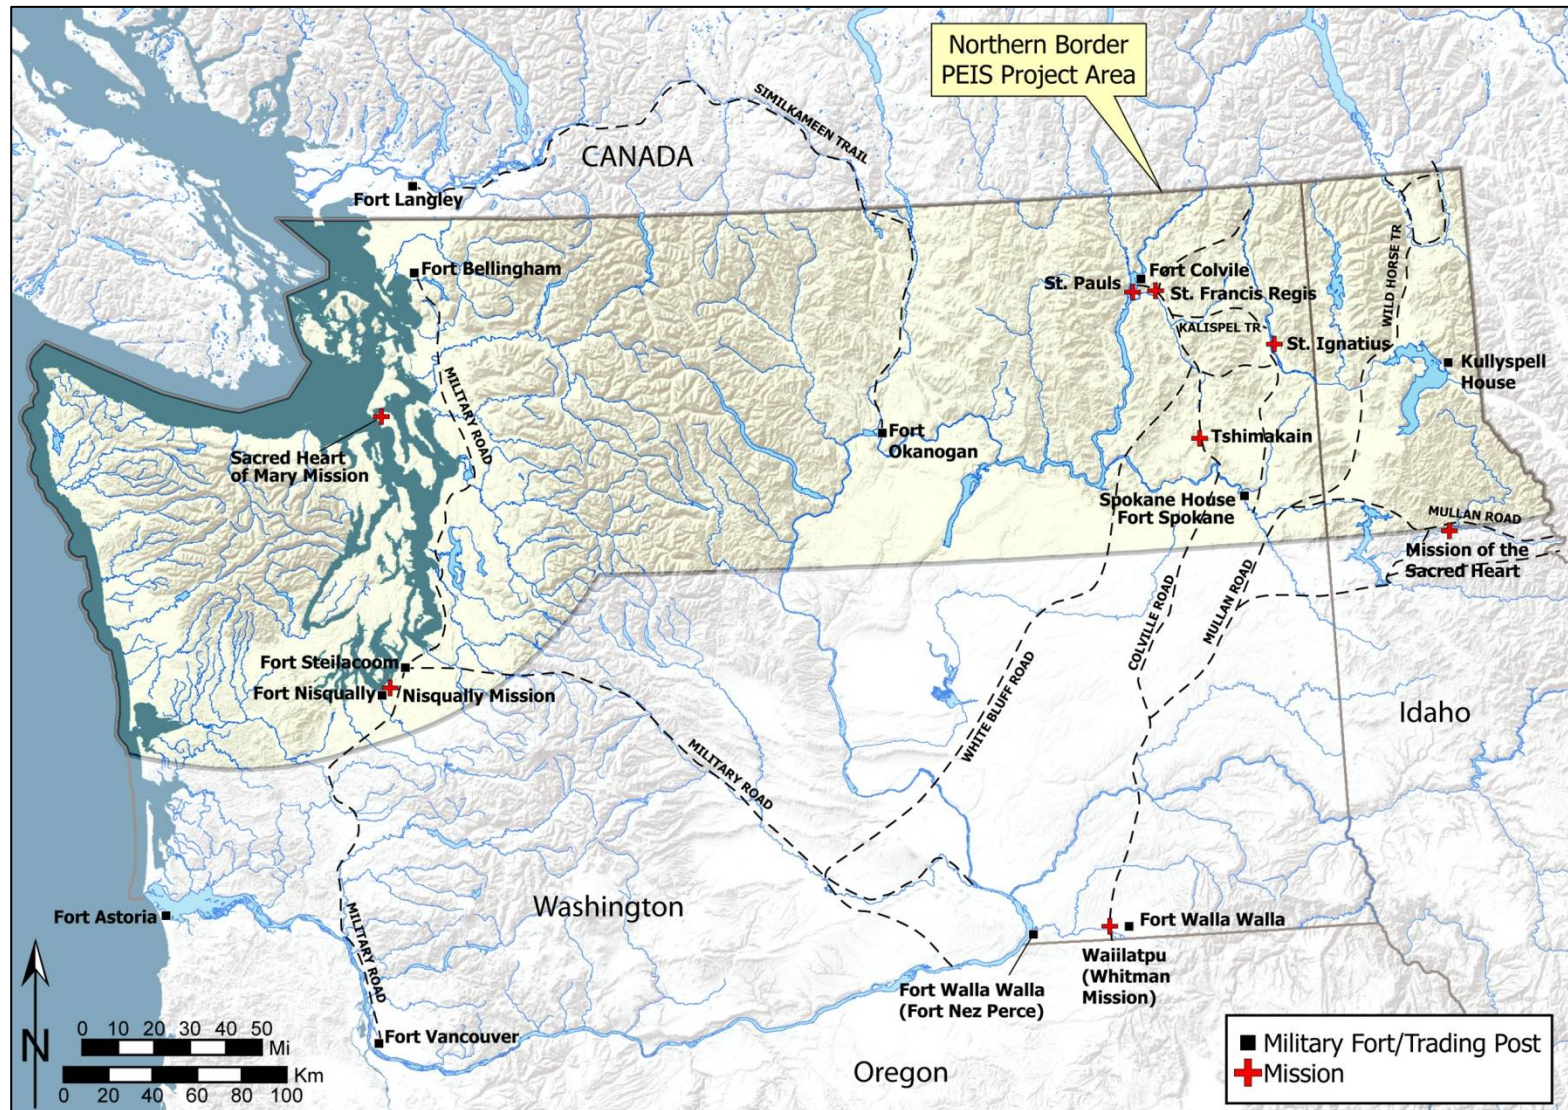 Northern Border
PEIS Project Area
SIMILKAMEEN TRAIL
CANADA
Fort Langley
Fort Bellingham
MILITARY ROAD
Sacred Heart
of Mary Mission
Fort
Okanogan
St. Pauls
Fort Colvile
St. Francis Regis
KALISPEL TR
St. Ignatius
WILD HORSE TR
Kullyspell
House
Tshimakain
Spokane House
Fort Spokane
MULLAN ROAD
Mission of the
Sacred Heart
Fort Steilacoom
Fort Nisqually
Nisqually Mission
MILITARY ROAD
WHITE BLUFF ROAD
COLVILLE ROAD
MULLAN ROAD
Idaho
Washington
Fort Astoria
MILITARY ROAD
Fort Vancouver
Fort Walla Walla
(Fort Nez Perce)
Fort Walla Walla
Waiilatpu
(Whitman
Mission)
Oregon
N
0 10 20 30 40 50
Mi
Km
0 20 40 60 80 100
Military Fort/Trading Post
Mission